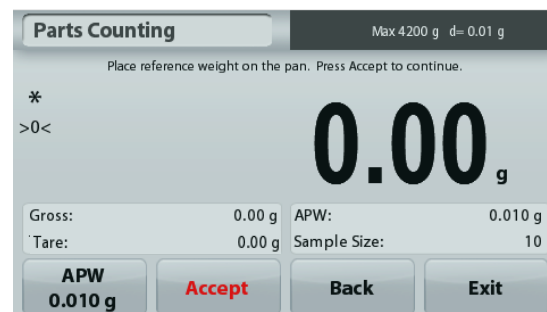 Parts Counting
Max 4200 g d= 0.01 g
Place reference weight on the pan. Press Accept to continue.
*
>0<
0.00 g
Gross: 0.00 g APW: 0.010 g
Tare: 0.00 g Sample Size: 10
APW
0.010 g
Accept
Back
Exit